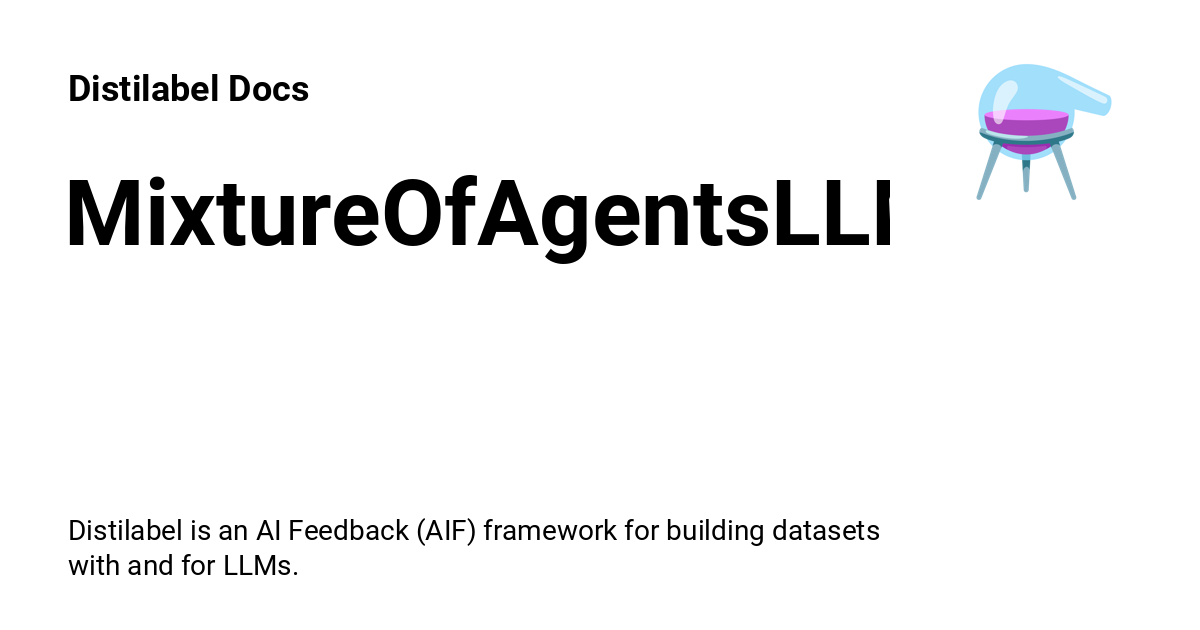 Distilabel Docs
MixtureOfAgentsLL
Distilabel is an AI Feedback (AIF) framework for building datasets
with and for LLMs.